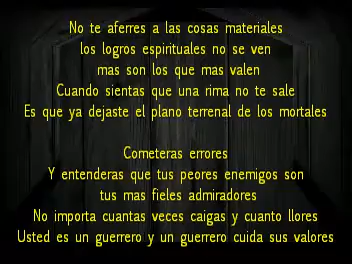 No te aferres a las cosas materiales
los logros espirituales no se ven
mas son los que mas valen
Cuando sientas que una rima no te sale
Es que ya dejaste el plano terrenal de los mortales
Cometeras errores
Y entenderas que tus peores enemigos son
tus mas fieles admiradores
No importa cuantas veces caigas y cuanto llores
Usted es un guerrero y un guerrero cuida sus valores